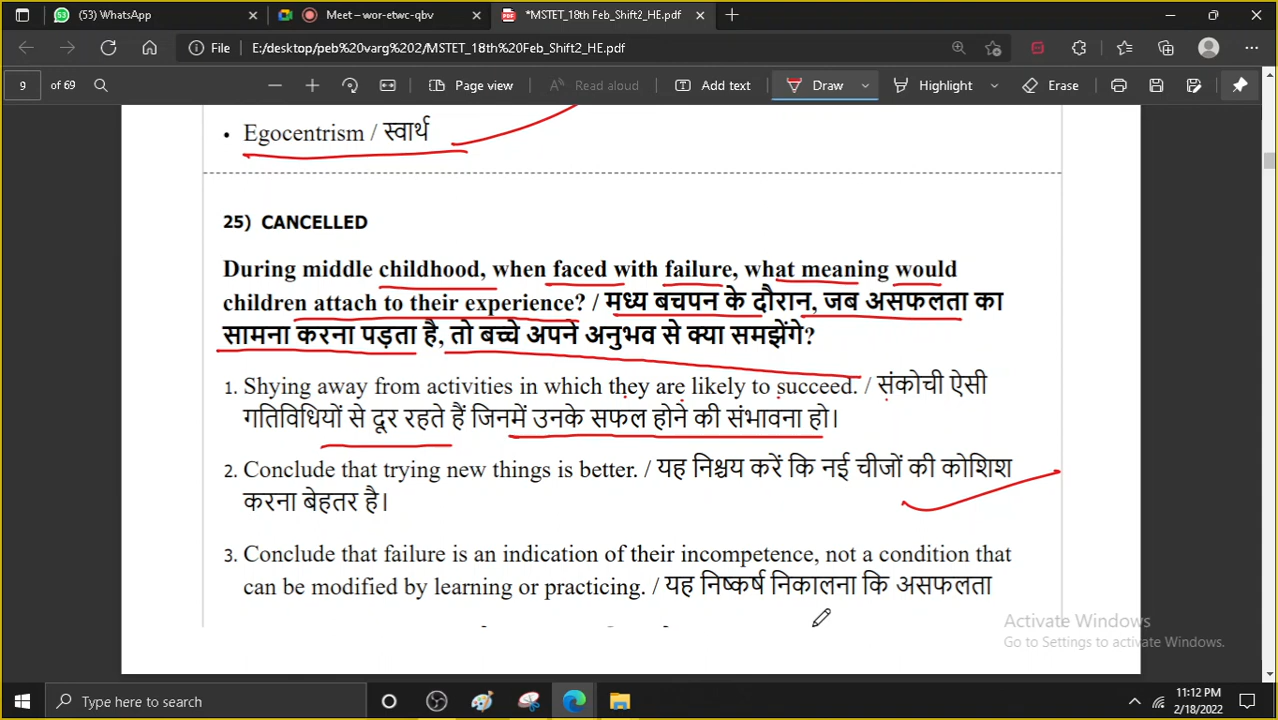 (53) WhatsApp
Meet – wor-etwc-qbv
*MSTET_18th Feb_Shift2_HE.pdf
File
E:/desktop/peb%20varg%202/MSTET_18th%20Feb_Shift2_HE.pdf
9 of 69
Page view
Read aloud
Add text
Draw
Highlight
Erase
• Egocentrism / स्वार्थ
25) CANCELLED
During middle childhood, when faced with failure, what meaning would
children attach to their experience? / मध्य बचपन के दौरान, जब असफलता का
सामना करना पड़ता है, तो बच्चे अपने अनुभव से क्या समझेंगे?
1. Shying away from activities in which they are likely to succeed. / संकोची ऐसी
गतिविधियों से दूर रहते हैं जिनमें उनके सफल होने की संभावना हो।
2. Conclude that trying new things is better. / यह निश्चय करें कि नई चीजों की कोशिश
करना बेहतर है।
3. Conclude that failure is an indication of their incompetence, not a condition that
can be modified by learning or practicing. / यह निष्कर्ष निकालना कि असफलता
Activate Windows
Go to Settings to activate Windows.
Type here to search
11:12 PM
2/18/2022